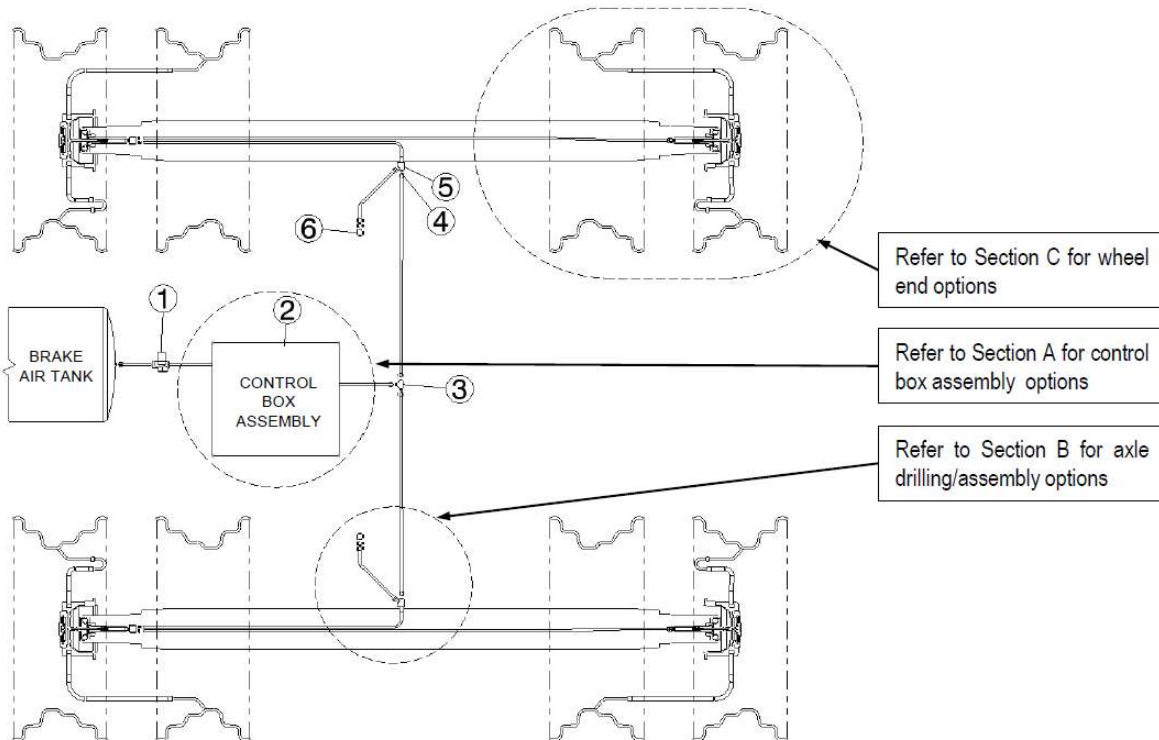 5
4
6
Refer to Section C for wheel
end options
1
2
BRAKE
AIR TANK
CONTROL
BOX
ASSEMBLY
3
Refer to Section A for control
box assembly options
Refer to Section B for axle
drilling/assembly options